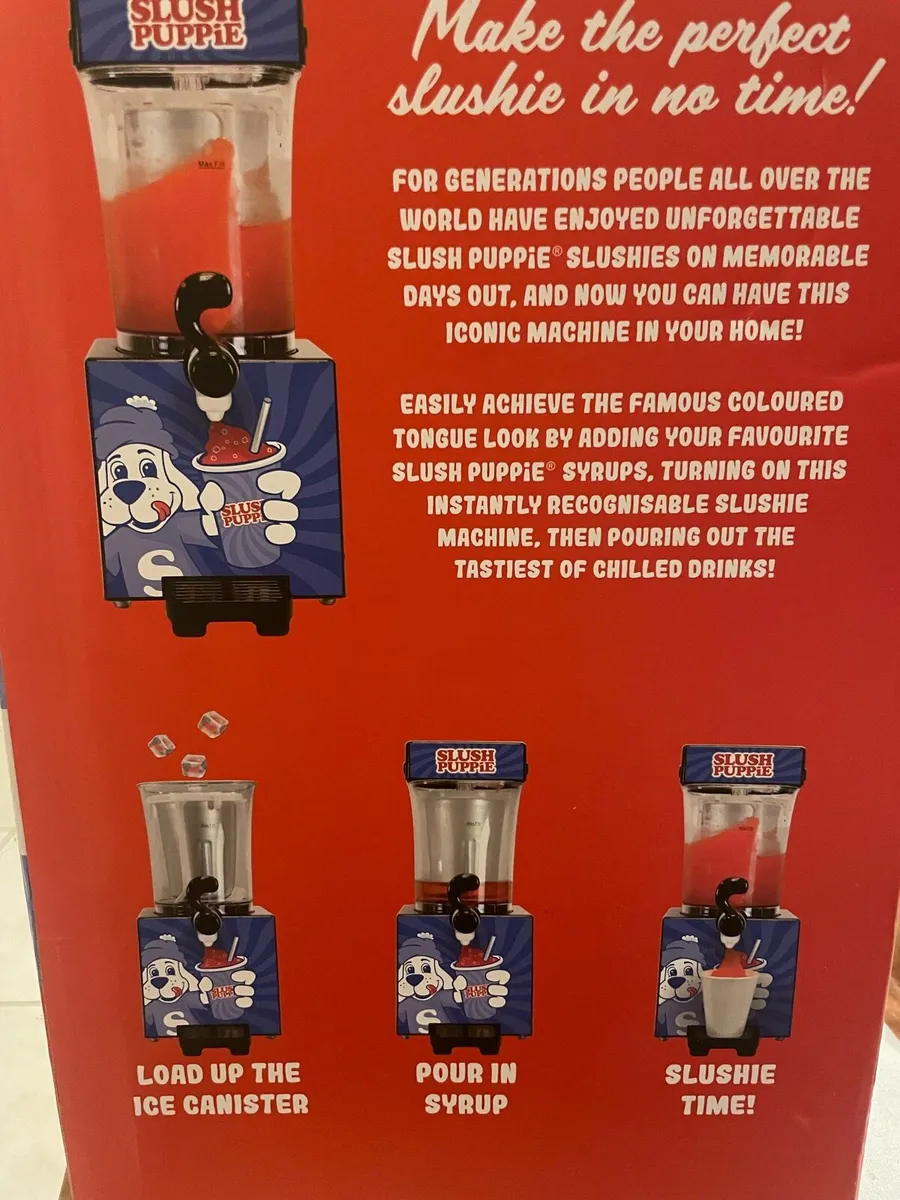 SLUSH
PUPPiE
Make the perfect
slushie in no time!
FOR GENERATIONS PEOPLE ALL OVER THE
WORLD HAVE ENJOYED UNFORGETTABLE
SLUSH PUPPiE® SLUSHIES ON MEMORABLE
DAYS OUT, AND NOW YOU CAN HAVE THIS
ICONIC MACHINE IN YOUR HOME!
EASILY ACHIEVE THE FAMOUS COLOURED
TONGUE LOOK BY ADDING YOUR FAVOURITE
SLUSH PUPPiE® SYRUPS, TURNING ON THIS
INSTANTLY RECOGNISABLE SLUSHIE
MACHINE, THEN POURING OUT THE
TASTIEST OF CHILLED DRINKS!
SLUS
PUPP
S
SLUSH
PUPPiE
SLUSH
PUPPiE
S
S
S
LOAD UP THE
ICE CANISTER
POUR IN
SYRUP
SLUSHIE
TIME!